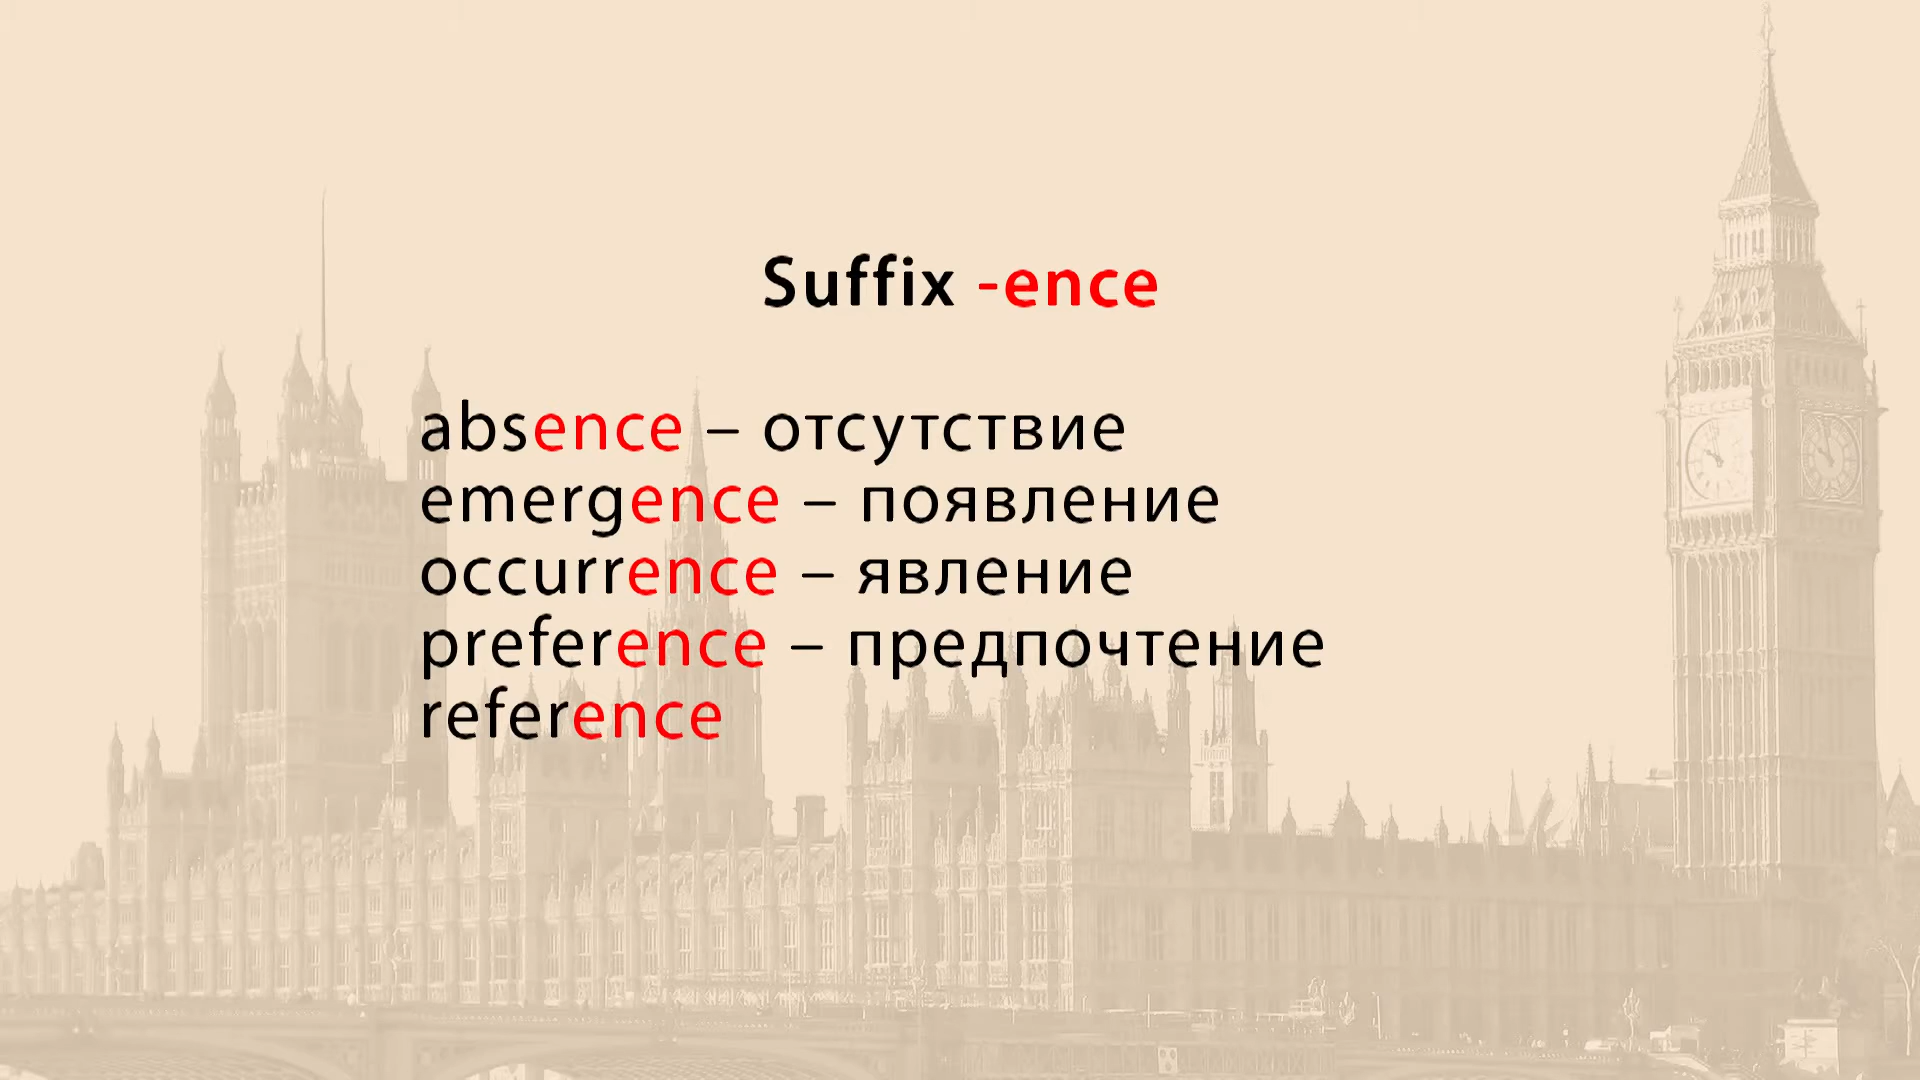 Suffix -ence
absence – отсутствие
emergence – появление
occurrence – явление
preference – предпочтение
reference